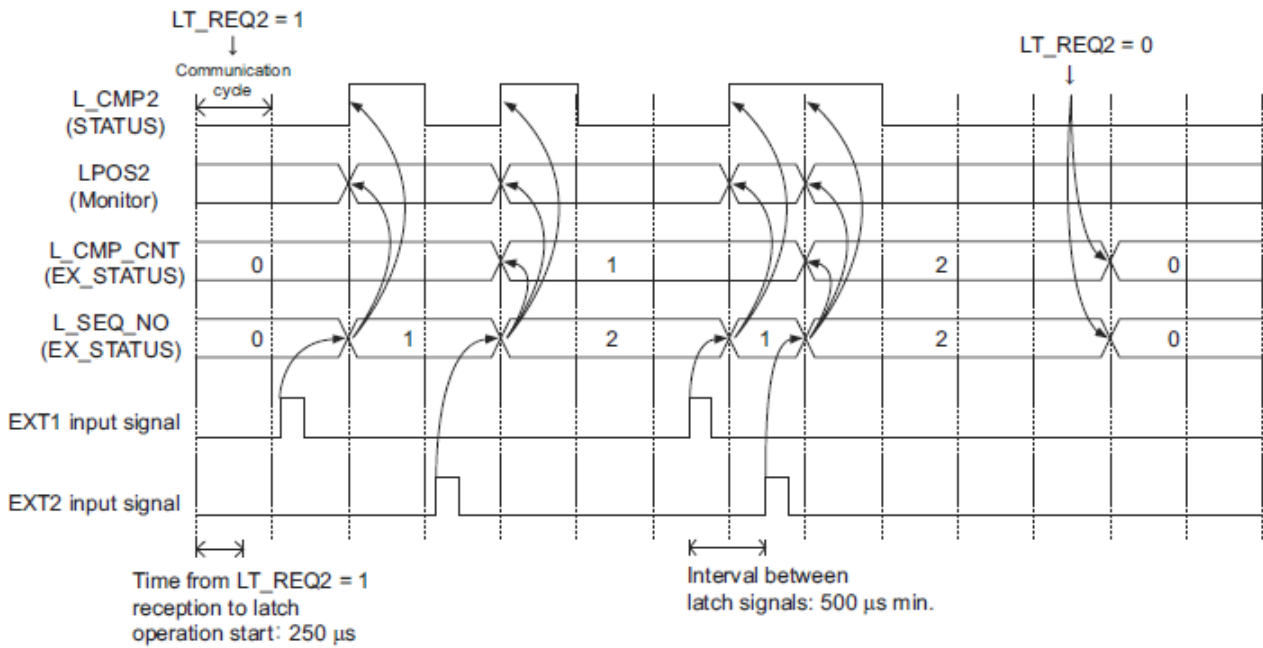 LT_REQ2 = 1
↓
Communication
cycle
LT_REQ2 = 0
↓
L_CMP2
(STATUS)
LPOS2
(Monitor)
L_CMP_CNT
(EX_STATUS)
0 1 2 0
L_SEQ_NO
(EX_STATUS)
0 1 2 1 2 0
EXT1 input signal
EXT2 input signal
Time from LT_REQ2 = 1
reception to latch
operation start: 250 μs
Interval between
latch signals: 500 μs min.